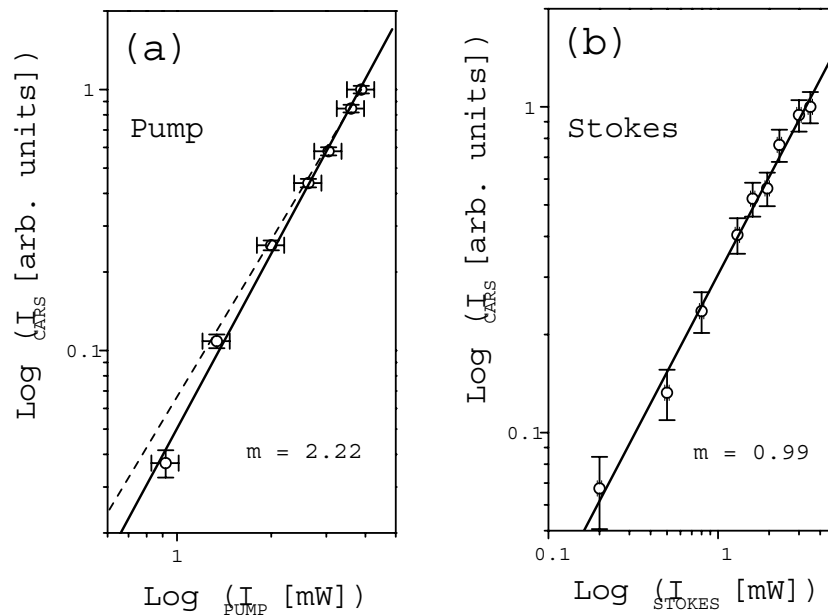 (a)
Pump
m = 2.22
1
0.1
1
Log (I_CARS [arb. units])
Log (I_PUMP [mW])
(b)
Stokes
m = 0.99
1
0.1
0.1
1
Log (I_CARS [arb. units])
Log (I_STOKES [mW])